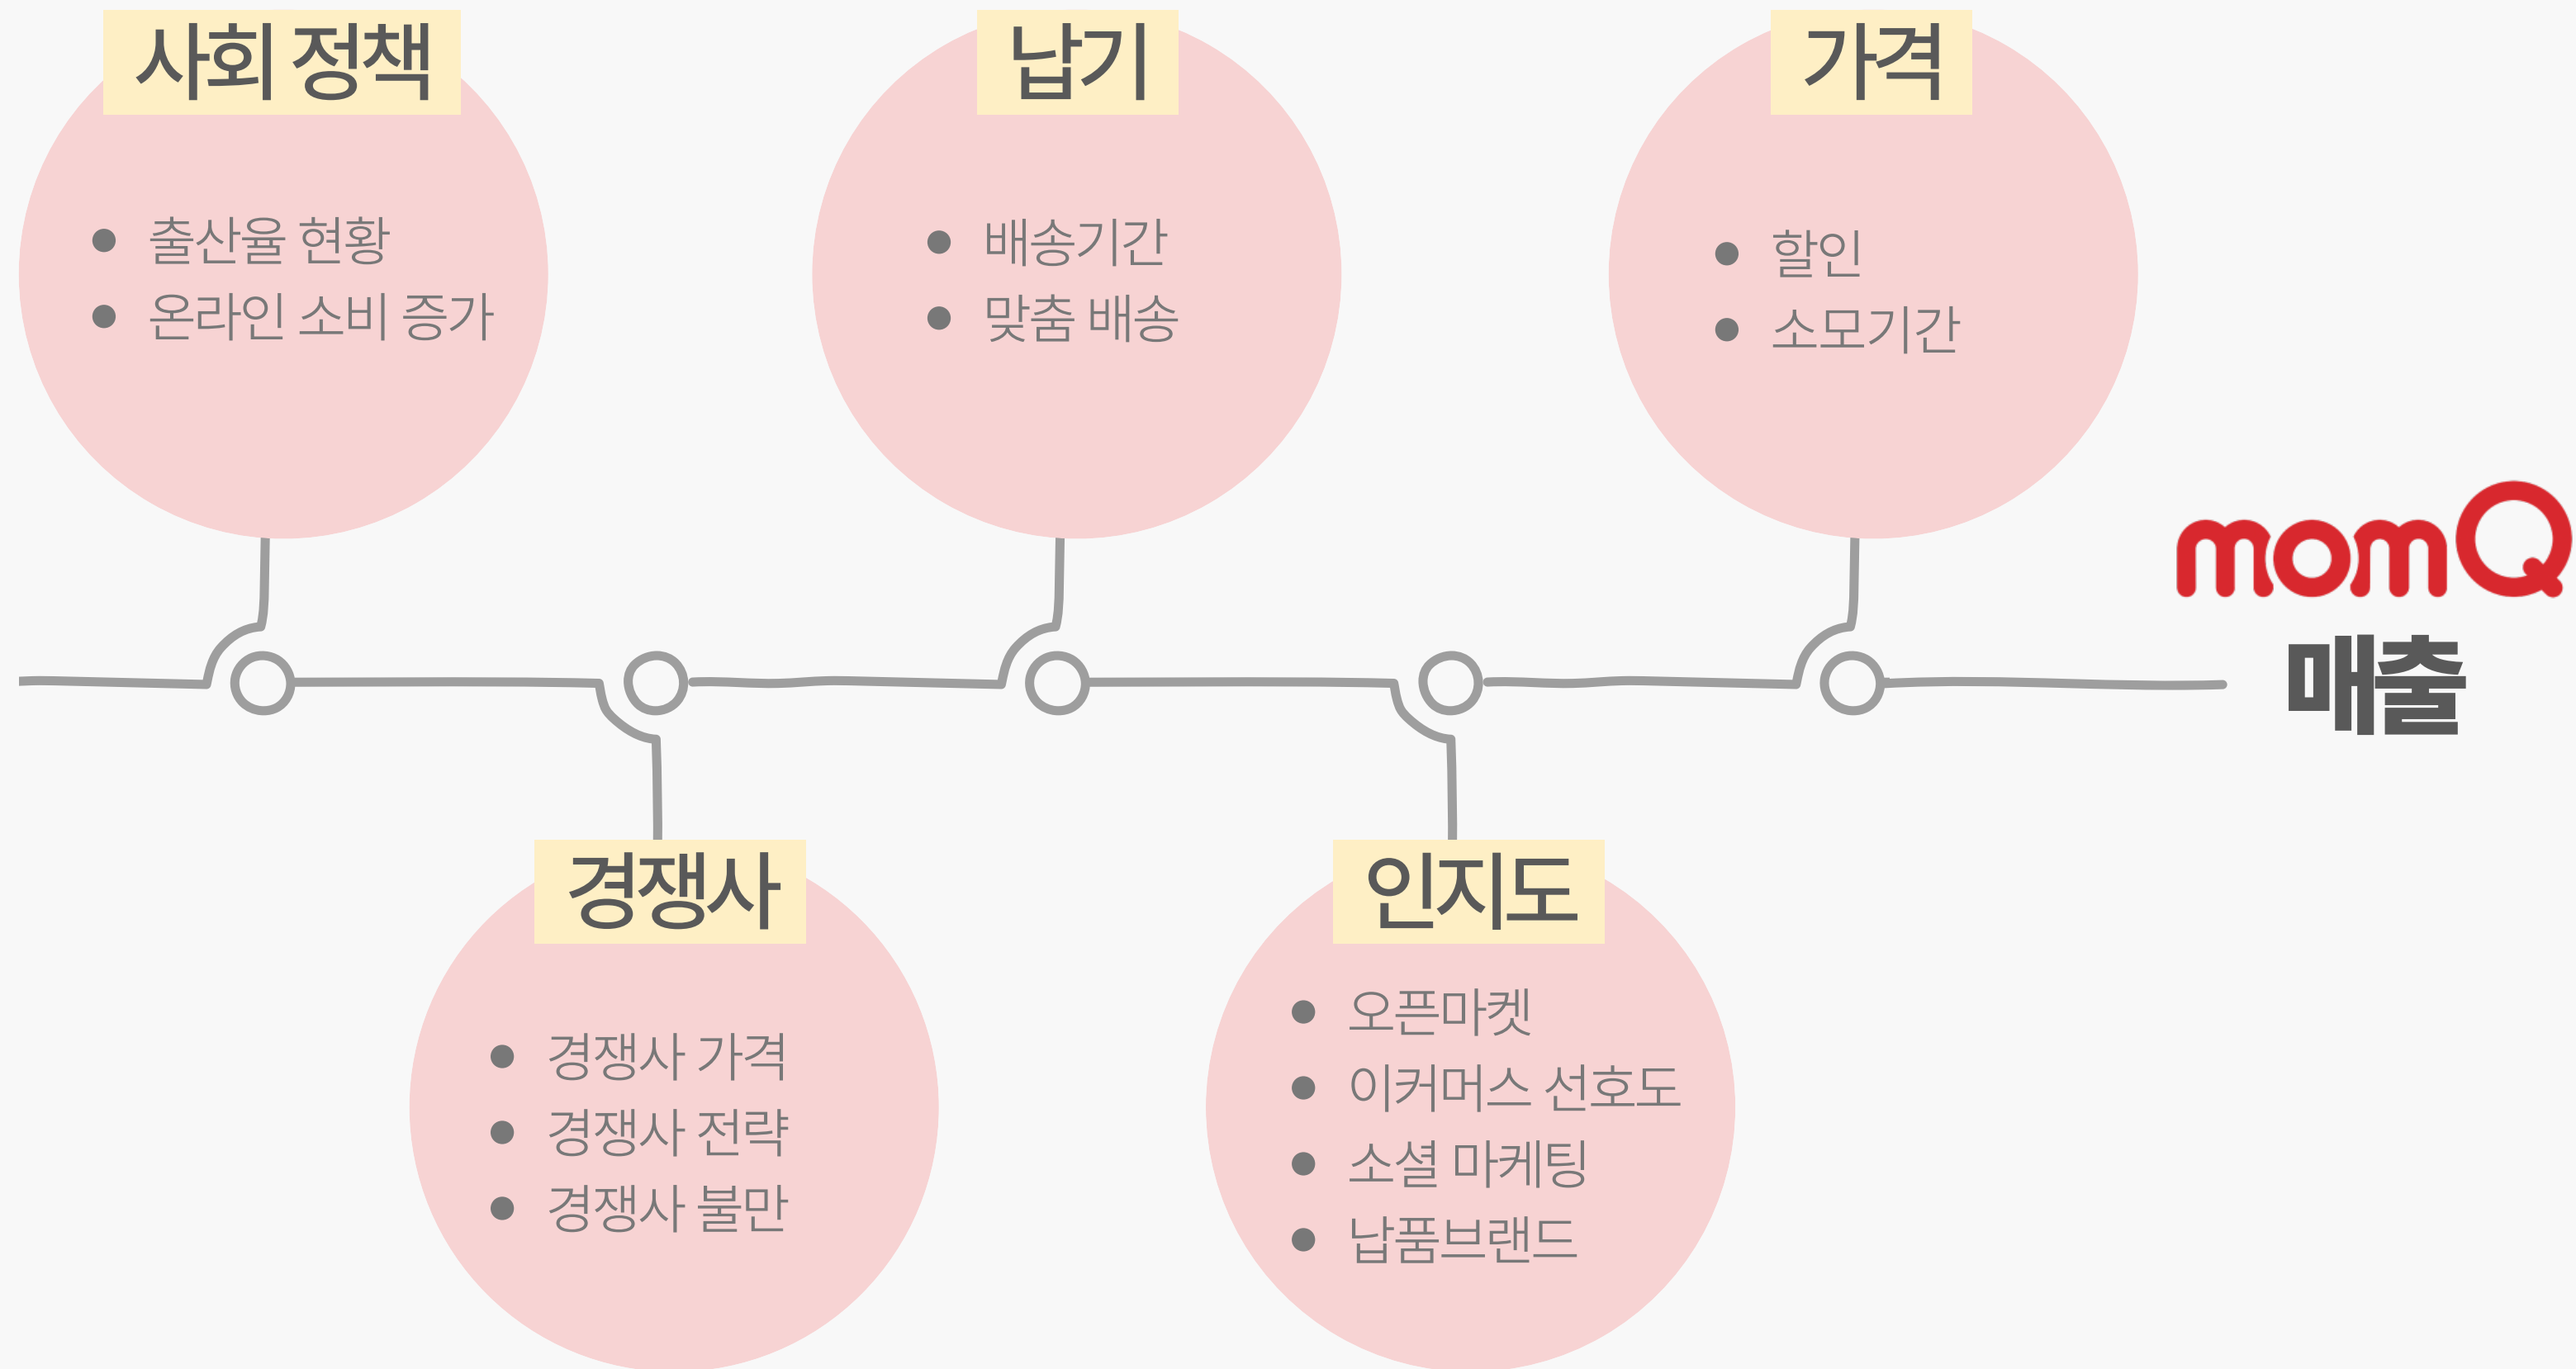 사회 정책
출산율 현황
온라인 소비 증가
납기
배송기간
맞춤 배송
가격
할인
소모기간
momQ
매출
경쟁사
경쟁사 가격
경쟁사 전략
경쟁사 불만
인지도
오픈마켓
이커머스 선호도
소셜 마케팅
납품브랜드